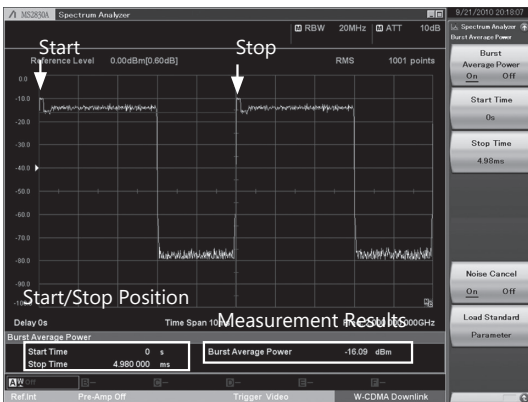 MS2830A Spectrum Analyzer
9/21/2010 20:18:07
RBW 20MHz ATT 10dB
Start
Stop
Reference Level 0.00dBm[0.60dB] RMS 1001 points
0.0
-10.0
-20.0
-30.0
-40.0
-50.0
-60.0
-70.0
-80.0
-90.0
Start/Stop Position
Measurement Results
Delay 0s Time Span 10ms
Burst Average Power
Start Time 0 s
Stop Time 4.980 000 ms
Burst Average Power -16.09 dBm
Off
Ref.Int Pre-Amp Off Trigger Video W-CDMA Downlink
Spectrum Analyzer
Burst Average Power
Burst
Average Power
On Off
Start Time
0s
Stop Time
4.98ms
Noise Cancel
On Off
Load Standard
Parameter